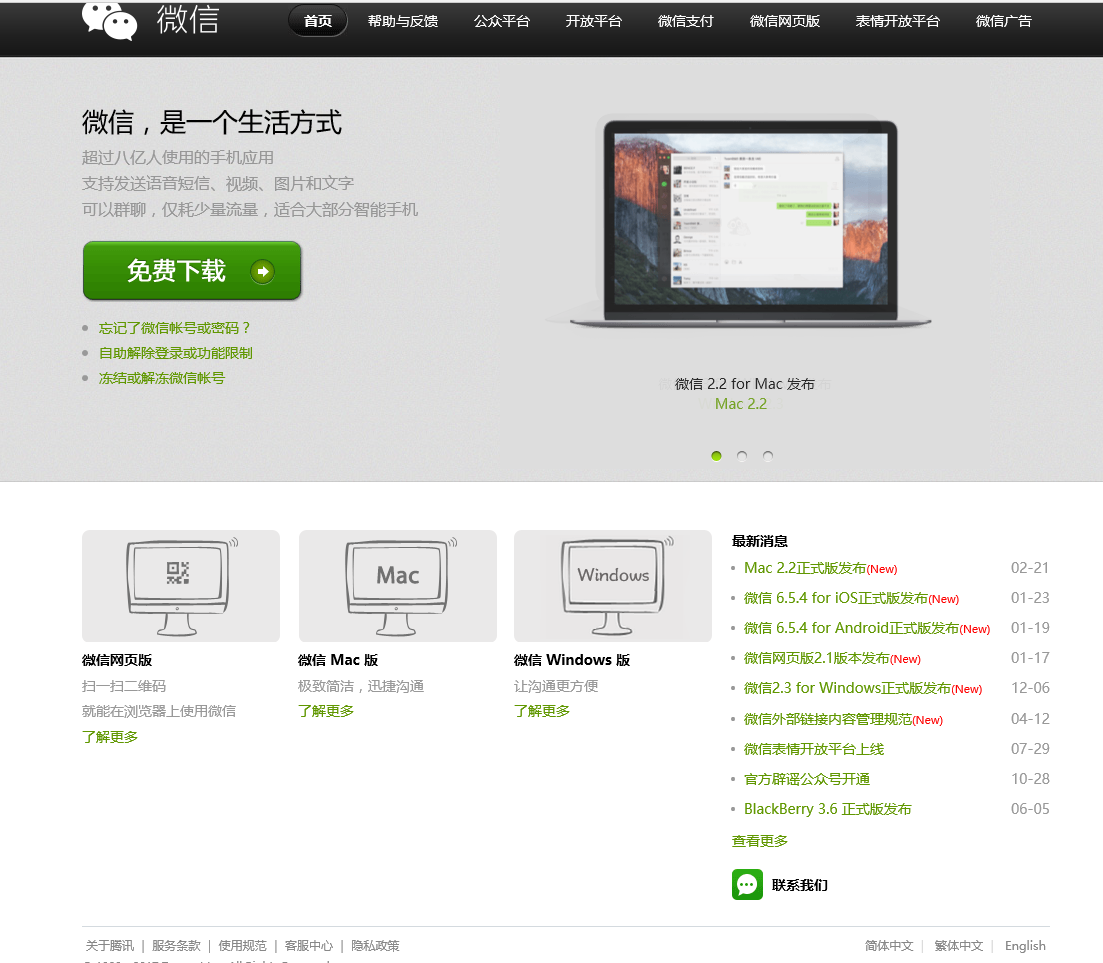 微信
首页 帮助与反馈 公众平台 开放平台 微信支付 微信网页版 表情开放平台 微信广告
微信，是一个生活方式
超过八亿人使用的手机应用
支持发送语音短信、视频、图片和文字
可以群聊，仅耗少量流量，适合大部分智能手机
免费下载
忘记了微信帐号或密码？
自助解除登录或功能限制
冻结或解冻微信帐号
微信 2.2 for Mac 发布
Mac 2.2
Mac
Windows
微信网页版
扫一扫二维码
就能在浏览器上使用微信
了解更多
微信 Mac 版
极致简洁，迅捷沟通
了解更多
微信 Windows 版
让沟通更方便
了解更多
最新消息
Mac 2.2正式版发布(New) 02-21
微信 6.5.4 for iOS正式版发布(New) 01-23
微信 6.5.4 for Android正式版发布(New) 01-19
微信网页版2.1版本发布(New) 01-17
微信2.3 for Windows正式版发布(New) 12-06
微信外部链接内容管理规范(New) 04-12
微信表情开放平台上线 07-29
官方辟谣公众号开通 10-28
BlackBerry 3.6 正式版发布 06-05
查看更多
联系我们
关于腾讯 | 服务条款 | 使用规范 | 客服中心 | 隐私政策
简体中文 | 繁体中文 | English